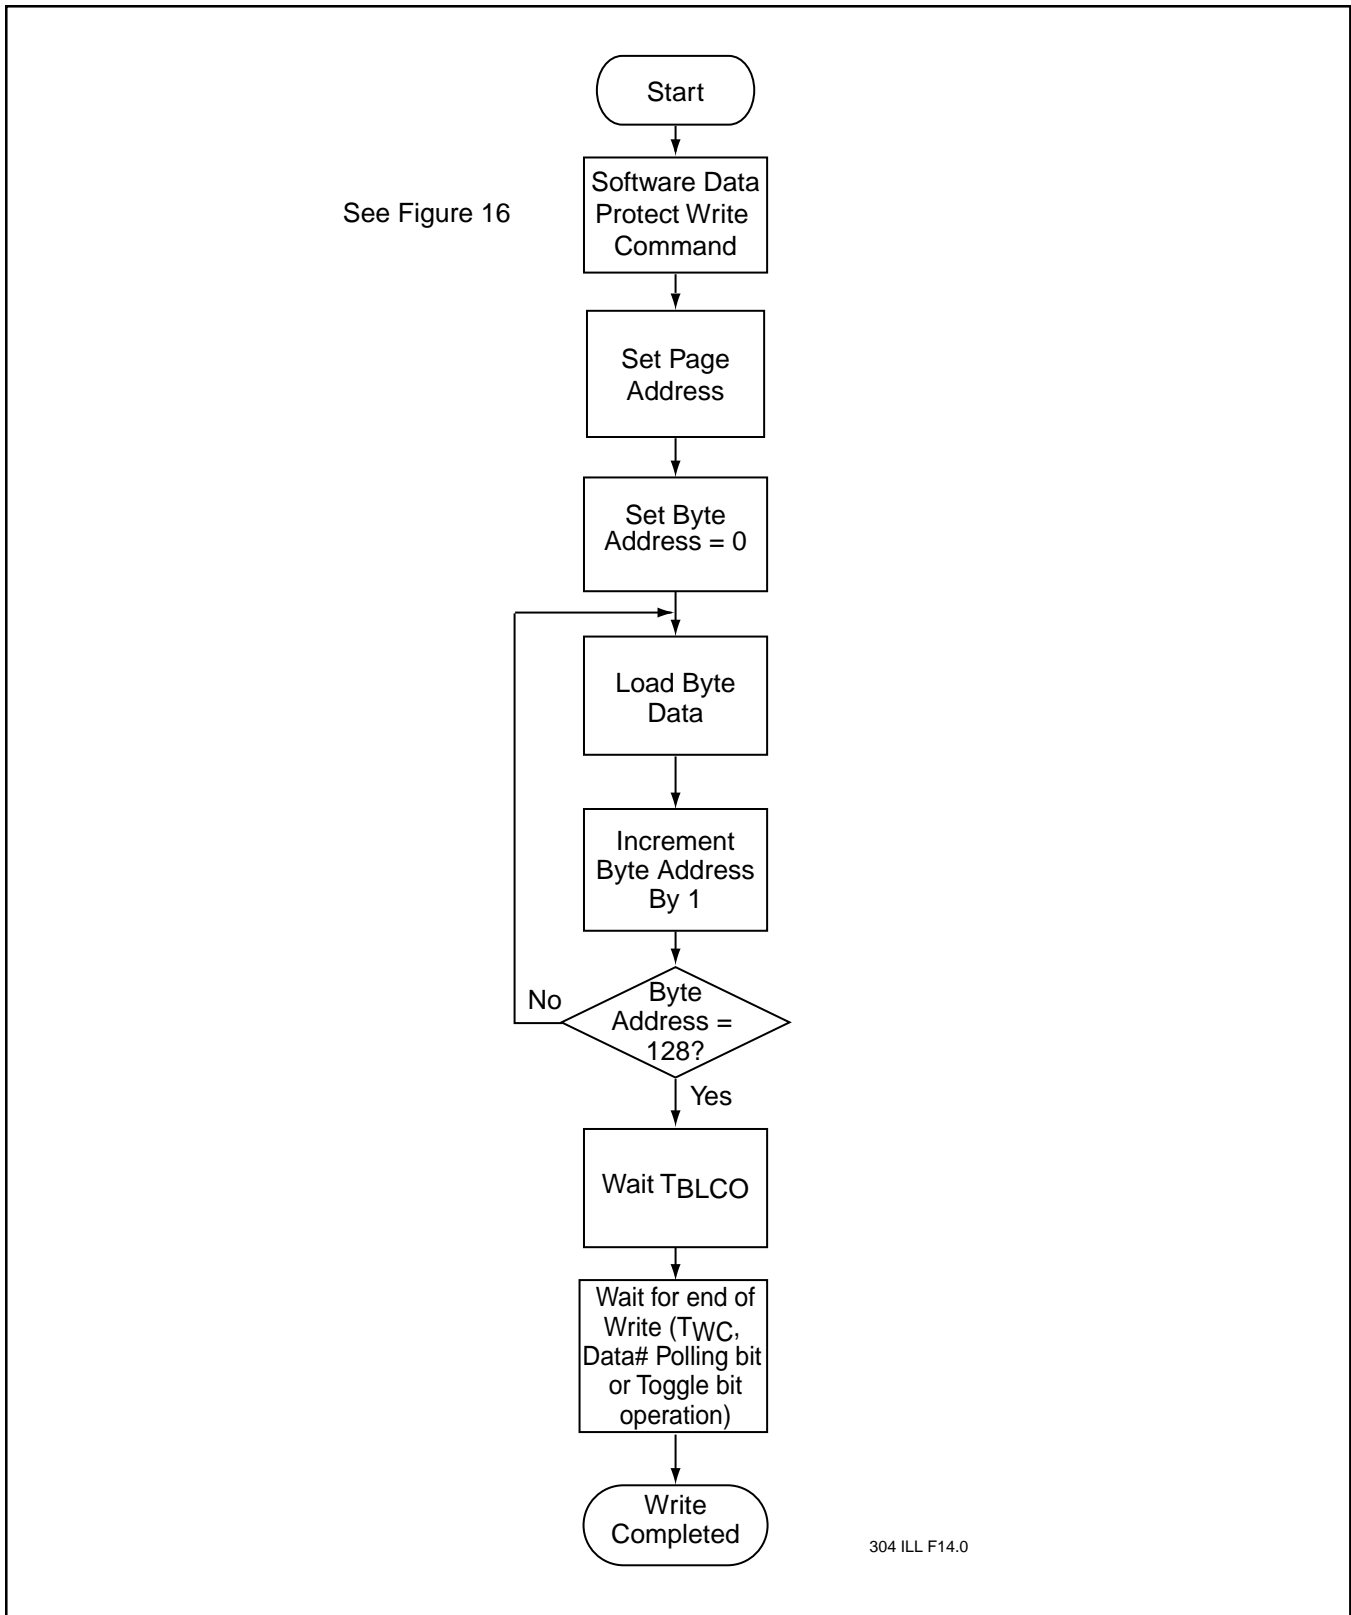 Start
See Figure 16
Software Data
Protect Write
Command
Set Page
Address
Set Byte
Address = 0
Load Byte
Data
Increment
Byte Address
By 1
No
Byte
Address =
128?
Yes
Wait TBLCO
Wait for end of
Write (TWC,
Data# Polling bit
or Toggle bit
operation)
Write
Completed
304 ILL F14.0